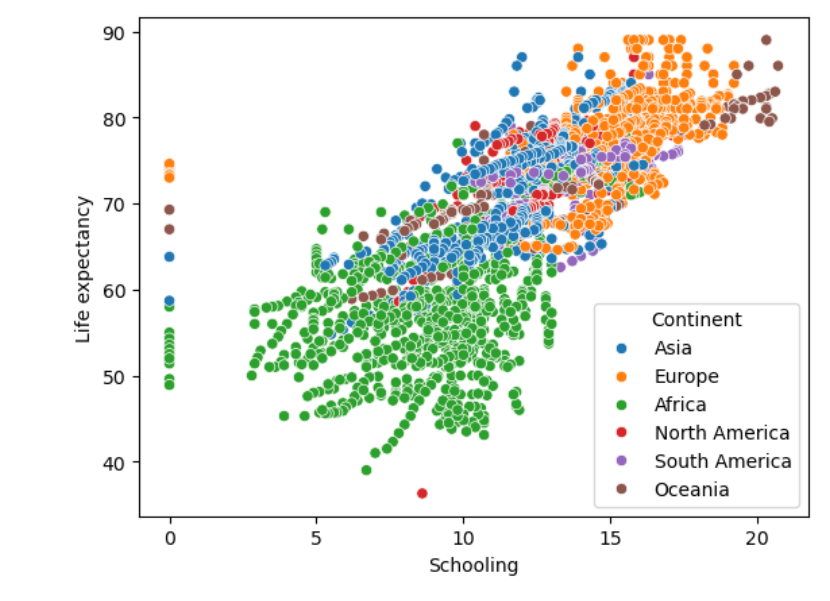 90
80
70
60
50
40
Life expectancy
0 5 10 15 20
Schooling
Continent
Asia
Europe
Africa
North America
South America
Oceania